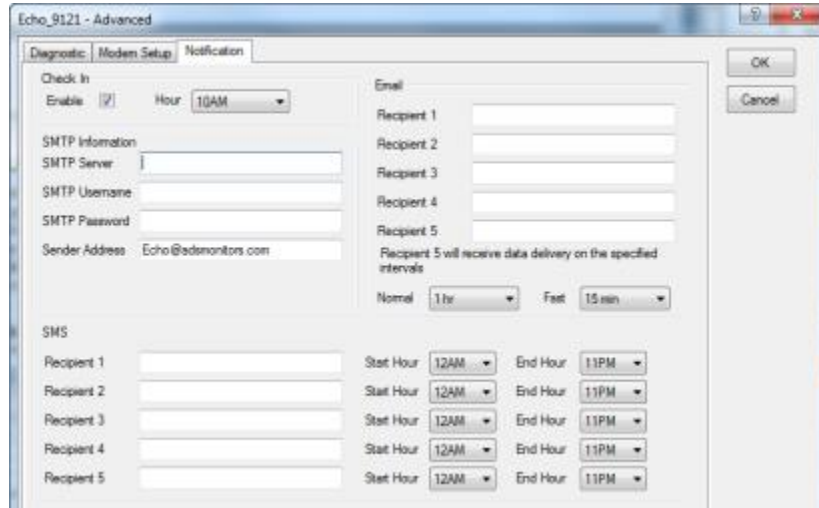 Echo_9121 - Advanced
Diagnostic Modem Setup Notification
OK
Cancel
Check In
Enable Hour 10AM
SMTP Information
SMTP Server
SMTP Username
SMTP Password
Sender Address Echo@adsmonitors.com
Email
Recipient 1
Recipient 2
Recipient 3
Recipient 4
Recipient 5
Recipient 5 will receive data delivery on the specified
intervals
Normal 1 hr Fast 15 min
SMS
Recipient 1 Start Hour 12AM End Hour 11PM
Recipient 2 Start Hour 12AM End Hour 11PM
Recipient 3 Start Hour 12AM End Hour 11PM
Recipient 4 Start Hour 12AM End Hour 11PM
Recipient 5 Start Hour 12AM End Hour 11PM